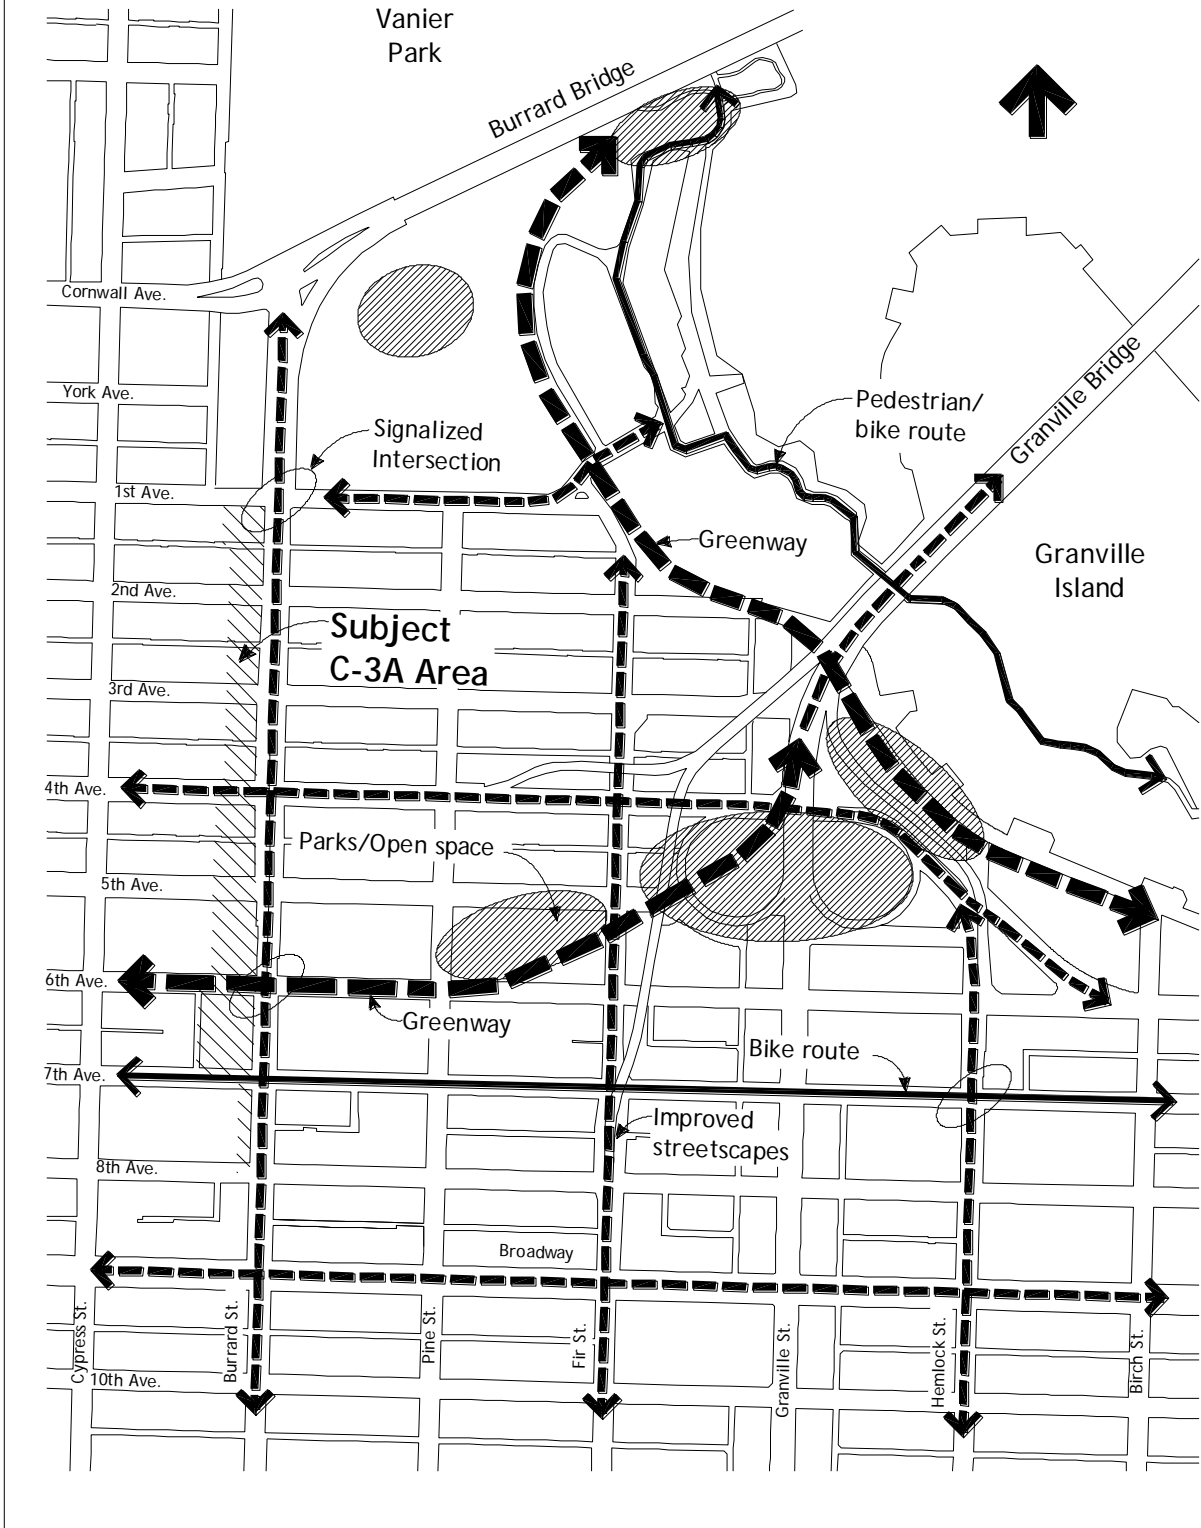 Vanier
Park
Burrard Bridge
Cornwall Ave.
York Ave.
Granville Bridge
Pedestrian/
bike route
Signalized
Intersection
1st Ave.
Greenway
Granville
Island
2nd Ave.
Subject
C-3A Area
3rd Ave.
4th Ave.
Parks/Open space
5th Ave.
6th Ave.
Greenway
Bike route
7th Ave.
Improved
streetscapes
8th Ave.
Broadway
Cypress St.
Burrard St.
Pine St.
Fir St.
Granville St.
Hemlock St.
Birch St.
10th Ave.